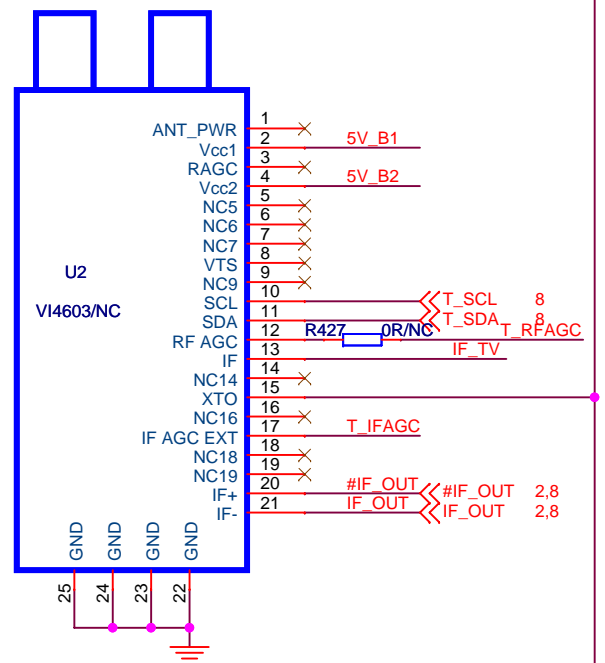 ANT_PWR 1
Vcc1 2 5V_B1
RAGC 3
Vcc2 4 5V_B2
NC5 5
NC6 6
NC7 7
VTS 8
NC9 9
U2
VI4603/NC
SCL 10 T_SCL 8
SDA 11 T_SDA 8
RF AGC 12 R427 0R/NC T_RFAGC
IF 13 IF_TV
NC14 14
XTO 15
NC16 16
IF AGC EXT 17 T_IFAGC
NC18 18
NC19 19
IF+ 20 #IF_OUT #IF_OUT 2,8
IF- 21 IF_OUT IF_OUT 2,8
GND GND GND GND
25 24 23 22